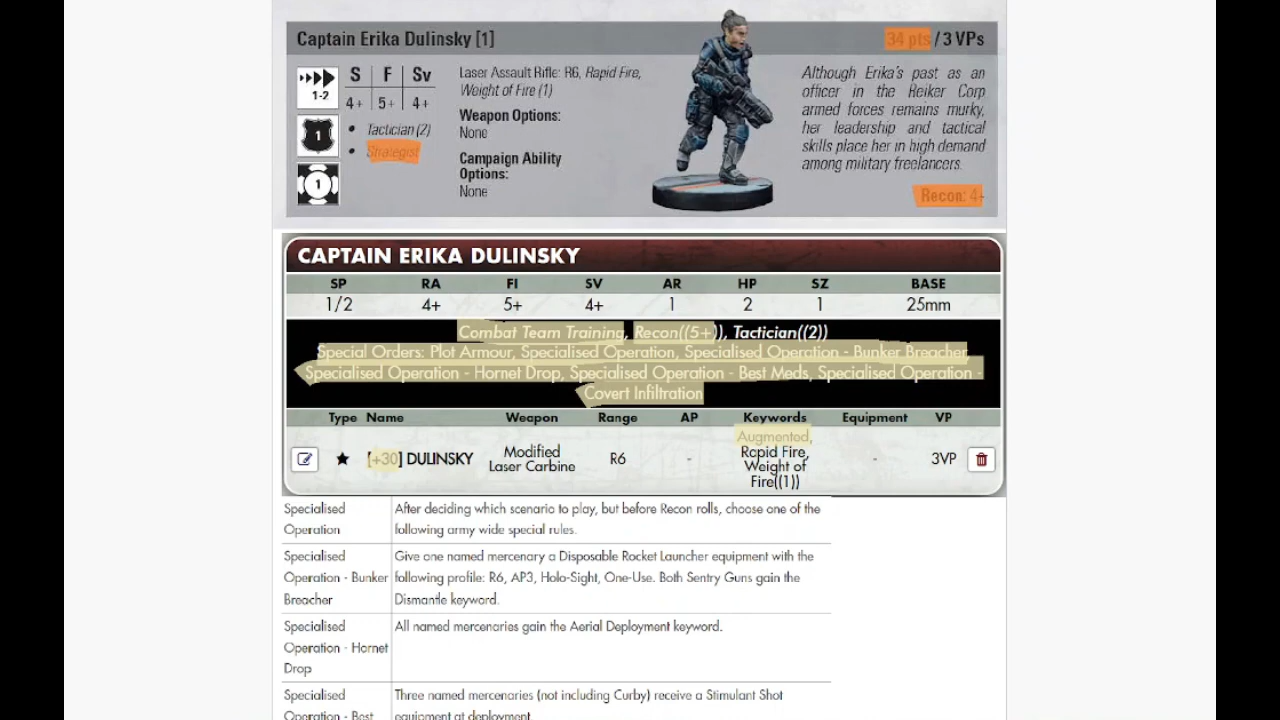 Captain Erika Dulinsky [1]
34 pts / 3 VPs
1-2
S F Sv
4+ 5+ 4+
1
• Tactician (2)
• Strategist
1
Laser Assault Rifle: R6, Rapid Fire,
Weight of Fire (1)
Weapon Options:
None
Campaign Ability
Options:
None
Although Erika's past as an
officer in the Reiker Corp
armed forces remains murky,
her leadership and tactical
skills place her in high demand
among military freelancers.
Recon: 4+
CAPTAIN ERIKA DULINSKY
SP RA FI SV AR HP SZ BASE
1/2 4+ 5+ 4+ 1 2 1 25mm
Combat Team Training, Recon((5+)), Tactician((2))
Special Orders: Plot Armour, Specialised Operation, Specialised Operation - Bunker Breacher,
Specialised Operation - Hornet Drop, Specialised Operation - Best Meds, Specialised Operation -
Covert Infiltration
Type Name Weapon Range AP Keywords Equipment VP
[+30] DULINSKY
Modified
Laser Carbine
R6
-
Augmented,
Rapid Fire,
Weight of
Fire((1))
-
3VP
Specialised
Operation
After deciding which scenario to play, but before Recon rolls, choose one of the
following army wide special rules.
Specialised
Operation - Bunker
Breacher
Give one named mercenary a Disposable Rocket Launcher equipment with the
following profile: R6, AP3, Holo-Sight, One-Use. Both Sentry Guns gain the
Dismantle keyword.
Specialised
Operation - Hornet
Drop
All named mercenaries gain the Aerial Deployment keyword.
Specialised
Operation - Best
Three named mercenaries (not including Curby) receive a Stimulant Shot
equipment at deployment.